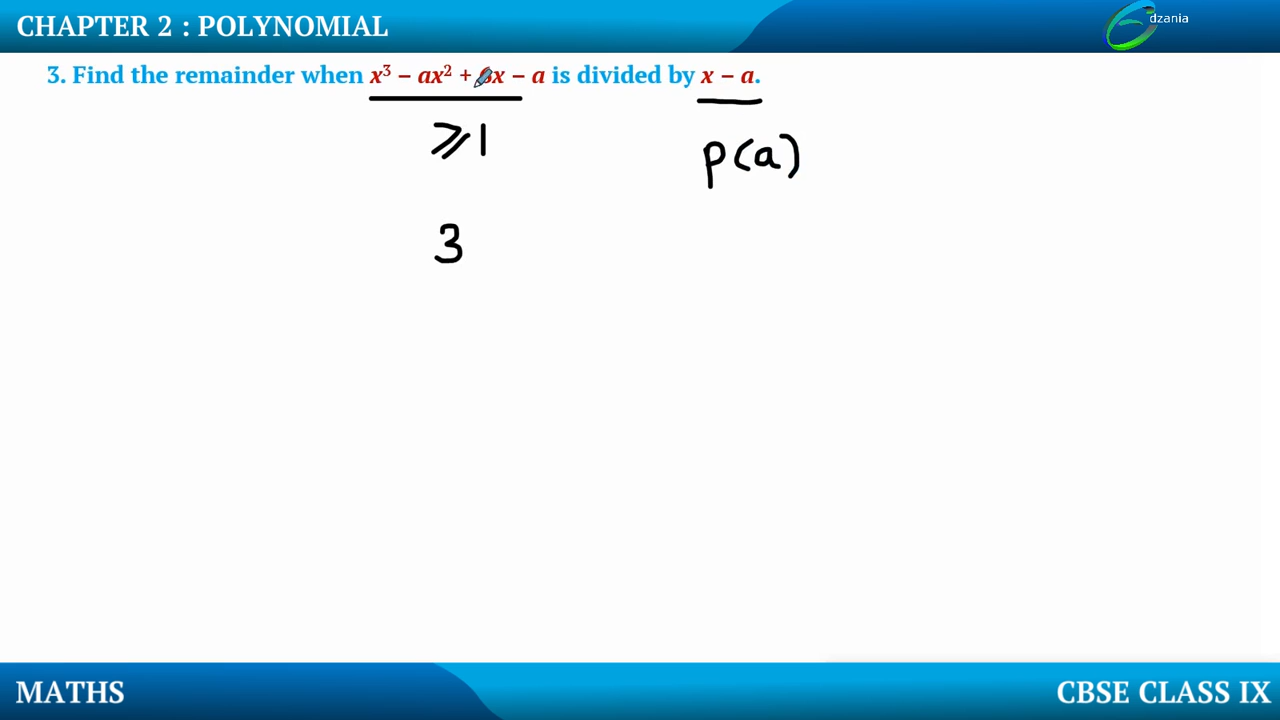 CHAPTER 2 : POLYNOMIAL
dzania
3. Find the remainder when x³ – ax² + x – a is divided by x – a.
⩾1
p(a)
3
MATHS
CBSE CLASS IX